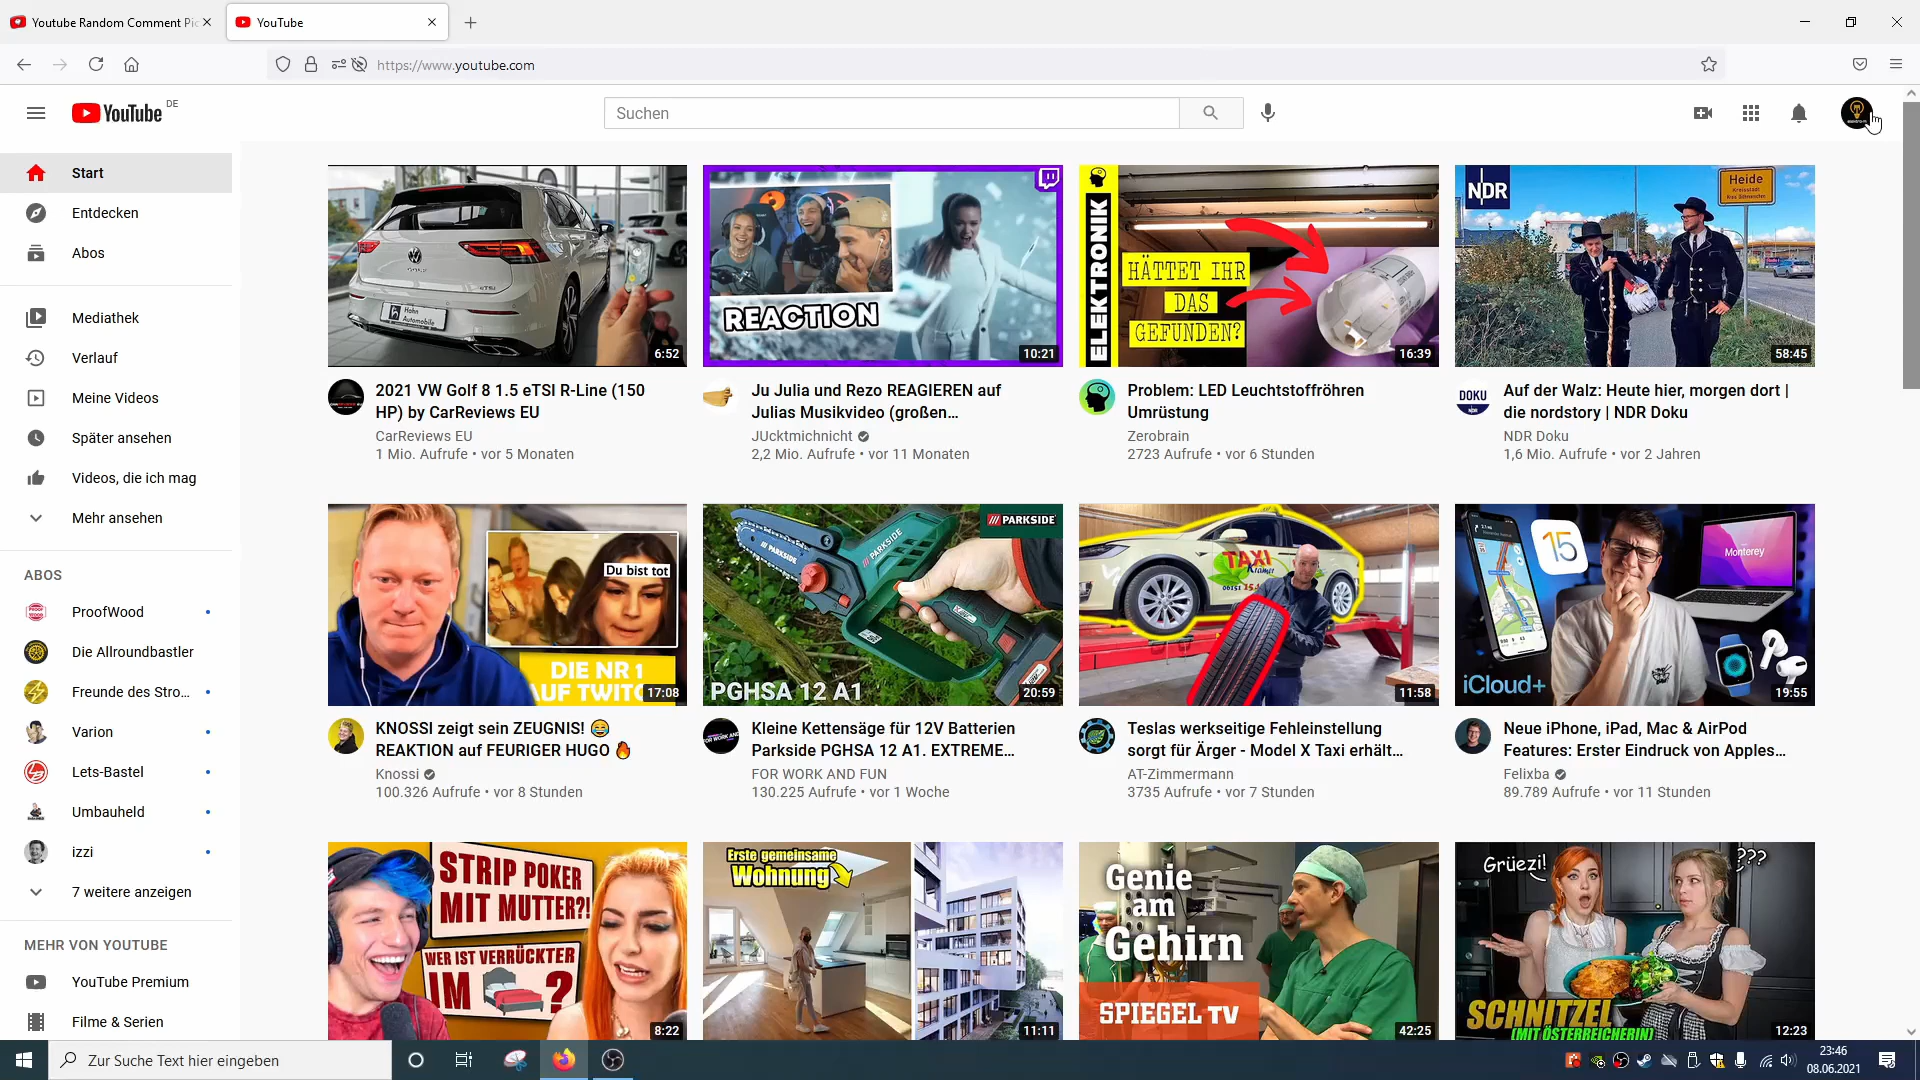 Youtube Random Comment Pic
YouTube
https://www.youtube.com
YouTube DE
Suchen
Start
Entdecken
Abos
Mediathek
Verlauf
Meine Videos
Später ansehen
Videos, die ich mag
Mehr ansehen
ABOS
ProofWood
Die Allroundbastler
Freunde des Stro...
Varion
Lets-Bastel
Umbauheld
izzi
7 weitere anzeigen
MEHR VON YOUTUBE
YouTube Premium
Filme & Serien
Hahn
Automobile
6:52
2021 VW Golf 8 1.5 eTSI R-Line (150
HP) by CarReviews EU
CarReviews EU
1 Mio. Aufrufe • vor 5 Monaten
REACTION
10:21
Ju Julia und Rezo REAGIEREN auf
Julias Musikvideo (großen...
JUcktmichnicht
2,2 Mio. Aufrufe • vor 11 Monaten
ELEKTRONIK
HÄTTET IHR
DAS
GEFUNDEN?
16:39
Problem: LED Leuchtstoffröhren
Umrüstung
Zerobrain
2723 Aufrufe • vor 6 Stunden
NDR
Heide
58:45
DOKU
NDR
Auf der Walz: Heute hier, morgen dort |
die nordstory | NDR Doku
NDR Doku
1,6 Mio. Aufrufe • vor 2 Jahren
Du bist tot
DIE NR 1
AUF TWITC
17:08
KNOSSI zeigt sein ZEUGNIS! 😂
REAKTION auf FEURIGER HUGO 🔥
Knossi
100.326 Aufrufe • vor 8 Stunden
PARKSIDE
PARKSIDE
PARKSIDE
PGHSA 12 A1
20:59
Kleine Kettensäge für 12V Batterien
Parkside PGHSA 12 A1. EXTREME...
FOR WORK AND FUN
130.225 Aufrufe • vor 1 Woche
TAXI
Kramer
11:58
Teslas werkseitige Fehleinstellung
sorgt für Ärger - Model X Taxi erhält...
AT-Zimmermann
3735 Aufrufe • vor 7 Stunden
15
Monterey
iCloud+
19:55
Neue iPhone, iPad, Mac & AirPod
Features: Erster Eindruck von Apples...
Felixba
89.789 Aufrufe • vor 11 Stunden
STRIP POKER
MIT MUTTER?!
WER IST VERRÜCKTER
IM ?
8:22
Erste gemeinsame
Wohnung
11:11
Genie
am
Gehirn
SPIEGEL TV
42:25
Grüezi!
???
SCHNITZEL
(MIT ÖSTERREICHERIN)
12:23
Zur Suche Text hier eingeben
23:46
08.06.2021